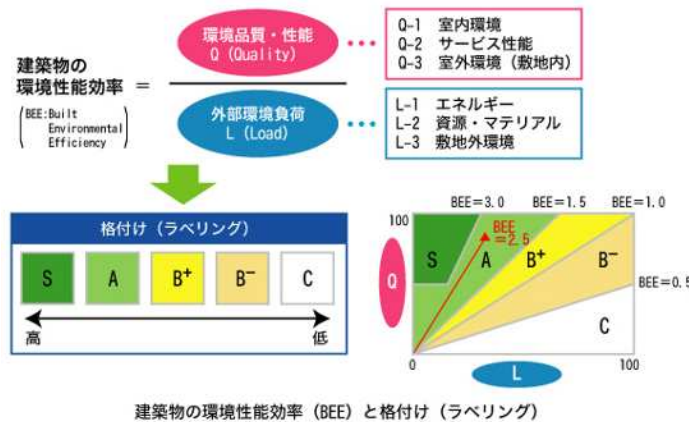 建築物の
環境性能効率 ＝
(BEE:Built
Environmental
Efficiency)
環境品質・性能
Q (Quality)
外部環境負荷
L (Load)
Q-1 室内環境
Q-2 サービス性能
Q-3 室外環境（敷地内）
L-1 エネルギー
L-2 資源・マテリアル
L-3 敷地外環境
格付け（ラベリング）
S A B+ B− C
高 低
BEE=3.0 BEE=1.5 BEE=1.0
100
BEE
=2.5
S A B+ B−
Q
BEE=0.5
C
0 L 100
建築物の環境性能効率（BEE）と格付け（ラベリング）